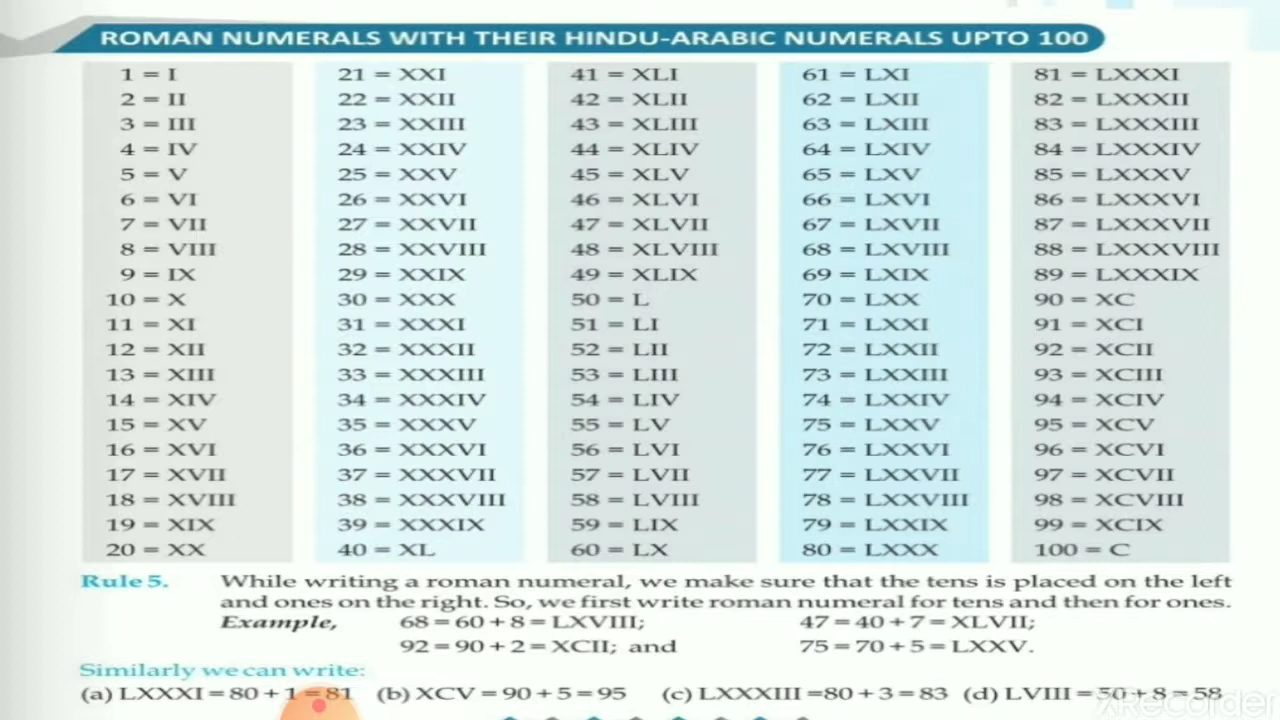 ROMAN NUMERALS WITH THEIR HINDU-ARABIC NUMERALS UPTO 100
1 = I
2 = II
3 = III
4 = IV
5 = V
6 = VI
7 = VII
8 = VIII
9 = IX
10 = X
11 = XI
12 = XII
13 = XIII
14 = XIV
15 = XV
16 = XVI
17 = XVII
18 = XVIII
19 = XIX
20 = XX
21 = XXI
22 = XXII
23 = XXIII
24 = XXIV
25 = XXV
26 = XXVI
27 = XXVII
28 = XXVIII
29 = XXIX
30 = XXX
31 = XXXI
32 = XXXII
33 = XXXIII
34 = XXXIV
35 = XXXV
36 = XXXVI
37 = XXXVII
38 = XXXVIII
39 = XXXIX
40 = XL
41 = XLI
42 = XLII
43 = XLIII
44 = XLIV
45 = XLV
46 = XLVI
47 = XLVII
48 = XLVIII
49 = XLIX
50 = L
51 = LI
52 = LII
53 = LIII
54 = LIV
55 = LV
56 = LVI
57 = LVII
58 = LVIII
59 = LIX
60 = LX
61 = LXI
62 = LXII
63 = LXIII
64 = LXIV
65 = LXV
66 = LXVI
67 = LXVII
68 = LXVIII
69 = LXIX
70 = LXX
71 = LXXI
72 = LXXII
73 = LXXIII
74 = LXXIV
75 = LXXV
76 = LXXVI
77 = LXXVII
78 = LXXVIII
79 = LXXIX
80 = LXXX
81 = LXXXI
82 = LXXXII
83 = LXXXIII
84 = LXXXIV
85 = LXXXV
86 = LXXXVI
87 = LXXXVII
88 = LXXXVIII
89 = LXXXIX
90 = XC
91 = XCI
92 = XCII
93 = XCIII
94 = XCIV
95 = XCV
96 = XCVI
97 = XCVII
98 = XCVIII
99 = XCIX
100 = C
Rule 5. While writing a roman numeral, we make sure that the tens is placed on the left
and ones on the right. So, we first write roman numeral for tens and then for ones.
Example, 68 = 60 + 8 = LXVIII; 47 = 40 + 7 = XLVII;
92 = 90 + 2 = XCII; and 75 = 70 + 5 = LXXV.
Similarly we can write:
(a) LXXXI = 80 + 1 = 81 (b) XCV = 90 + 5 = 95 (c) LXXXIII =80 + 3 = 83 (d) LVIII = 50 + 8 = 58
XRecorder